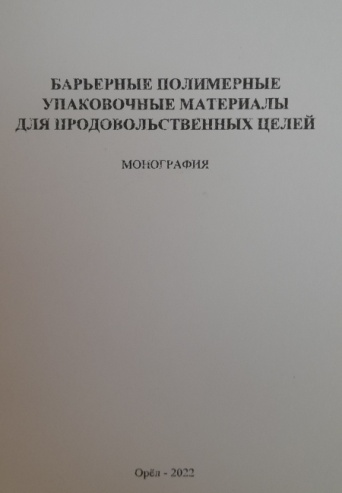 БАРЬЕРНЫЕ ПОЛИМЕРНЫЕ
УПАКОВОЧНЫЕ МАТЕРИАЛЫ
ДЛЯ ПРОДОВОЛЬСТВЕННЫХ ЦЕЛЕЙ
МОНОГРАФИЯ
Орёл - 2022